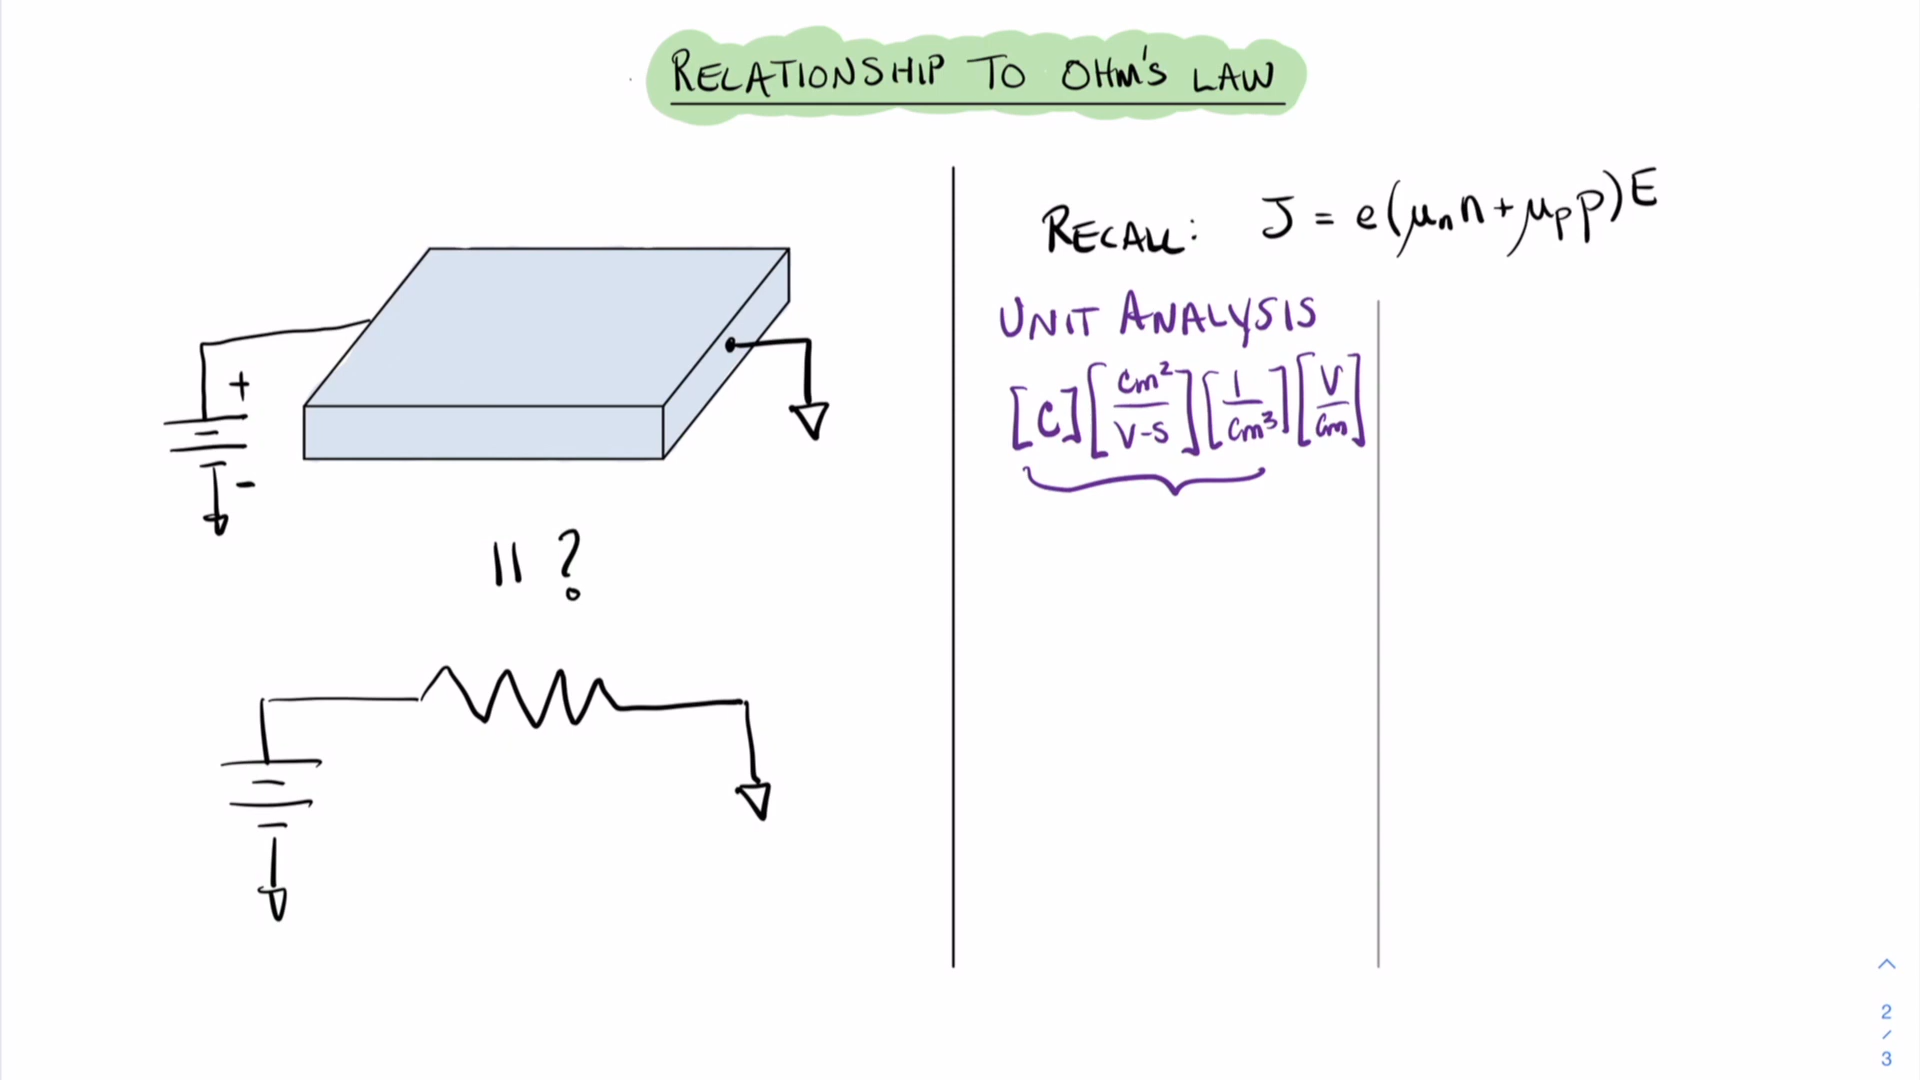 RELATIONSHIP TO OHM'S LAW
RECALL: J = e(μₙn + μₚp)E
UNIT ANALYSIS
[C][cm²/V-S][1/cm³][V/cm]
+
-
= ?
2
/
3